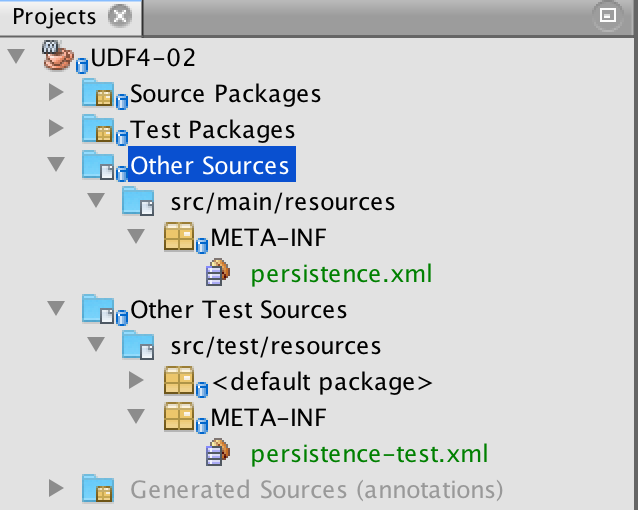 Projects
UDF4-02
Source Packages
Test Packages
Other Sources
src/main/resources
META-INF
persistence.xml
Other Test Sources
src/test/resources
<default package>
META-INF
persistence-test.xml
Generated Sources (annotations)